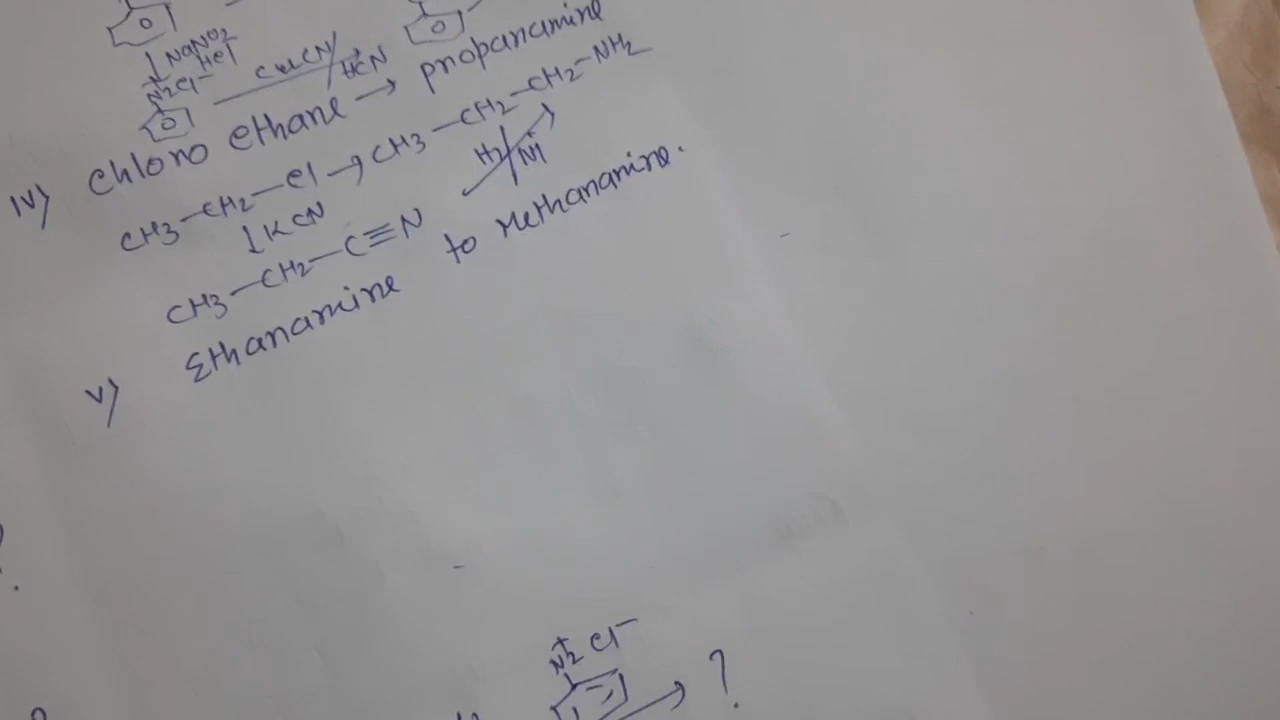 NaNO2
HCl
N2Cl-
CuCN/HCN
iv) Chloro ethane → propanamine
CH3-CH2-Cl → CH3-CH2-CH2-NH2
↓KCN
H2/Ni
CH3-CH2-C≡N
v) Ethanamine to Methanamine.
?
N2+ Cl-
→ ?